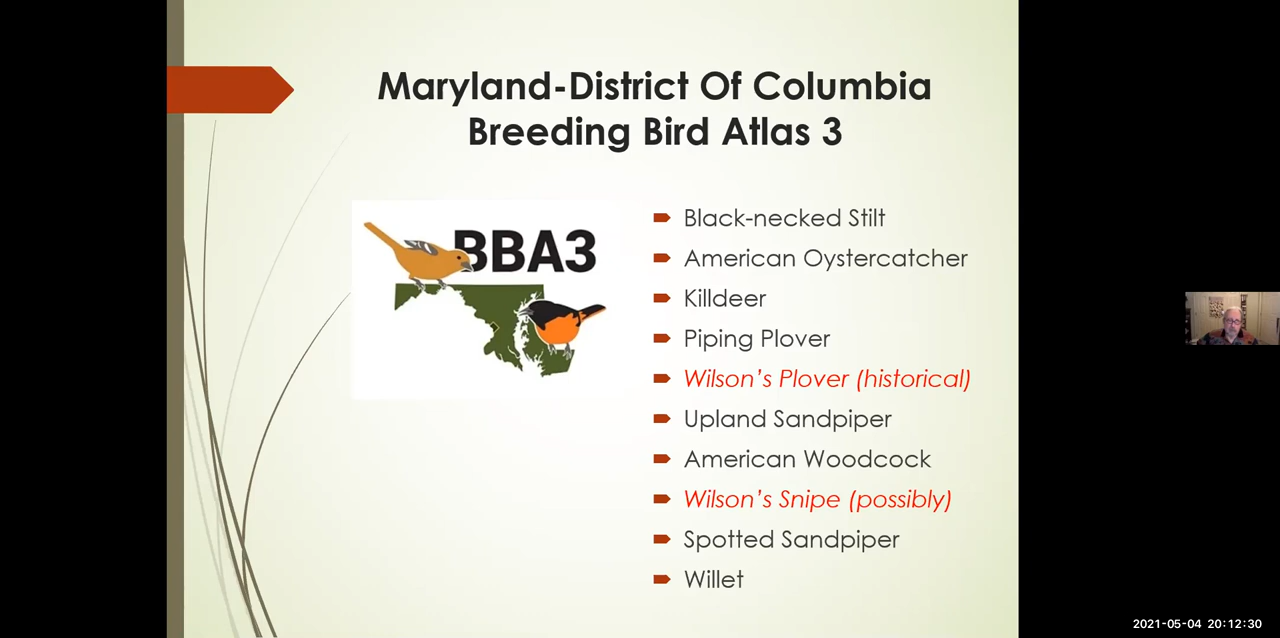 Maryland-District Of Columbia
Breeding Bird Atlas 3
BBA3
Black-necked Stilt
American Oystercatcher
Killdeer
Piping Plover
Wilson's Plover (historical)
Upland Sandpiper
American Woodcock
Wilson's Snipe (possibly)
Spotted Sandpiper
Willet
2021-05-04 20:12:30